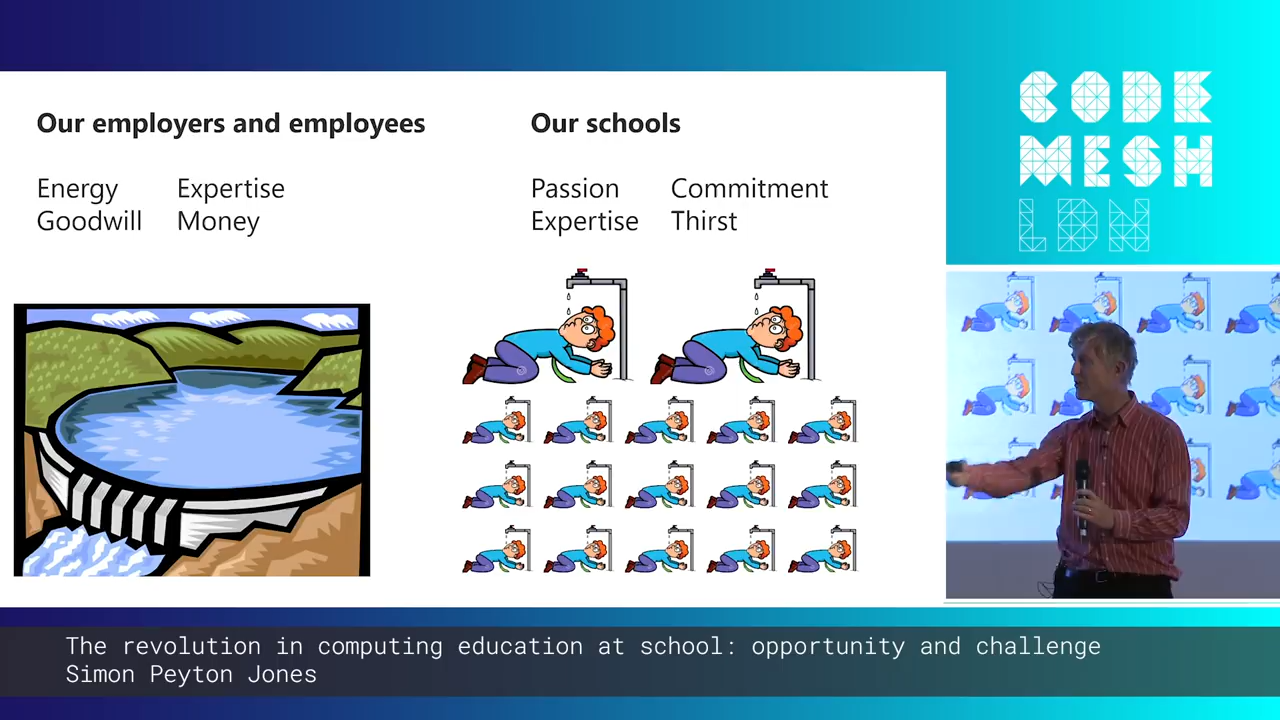 Our employers and employees
Energy Expertise
Goodwill Money
Our schools
Passion Commitment
Expertise Thirst
CODE
MESH
LDN
The revolution in computing education at school: opportunity and challenge
Simon Peyton Jones